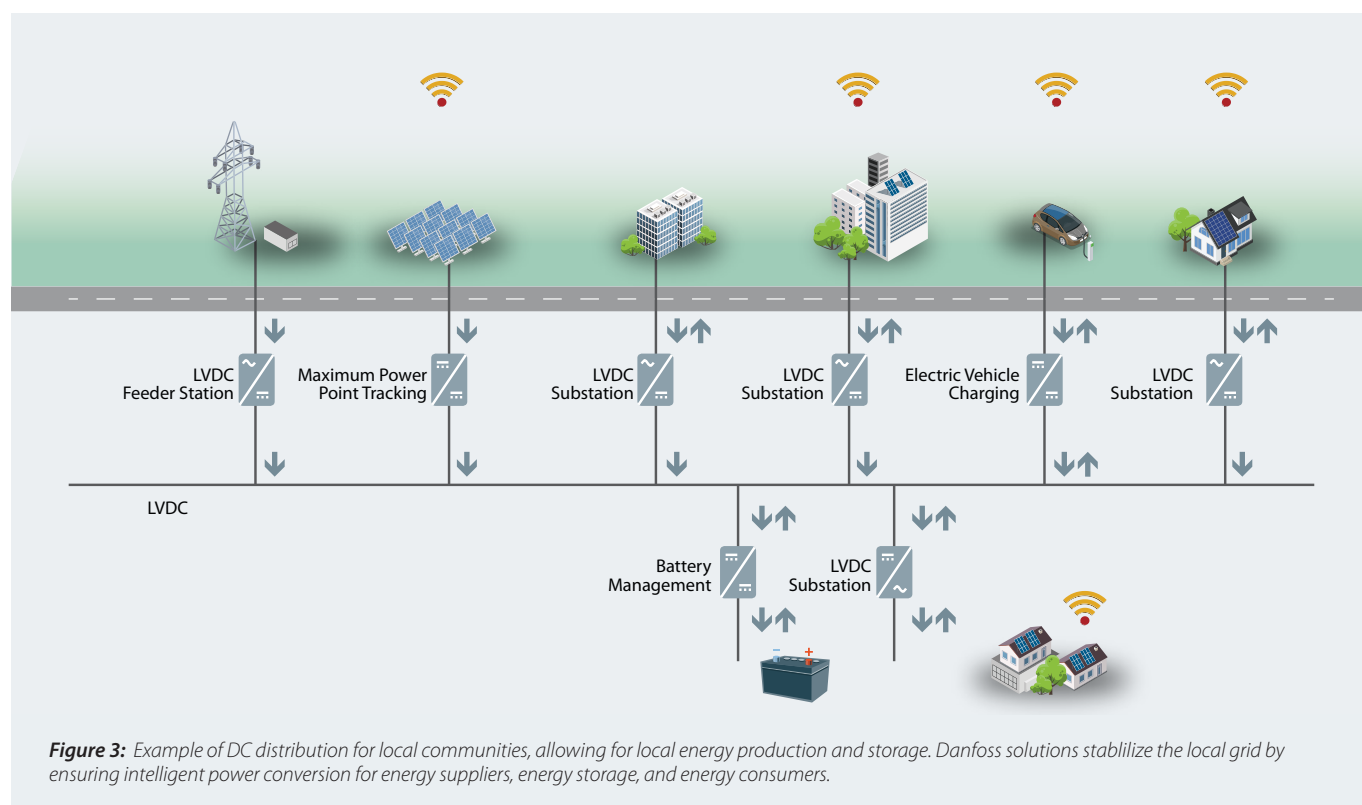 LVDC
Feeder Station
Maximum Power
Point Tracking
LVDC
Substation
LVDC
Substation
Electric Vehicle
Charging
LVDC
Substation
LVDC
Battery
Management
LVDC
Substation
Figure 3: Example of DC distribution for local communities, allowing for local energy production and storage. Danfoss solutions stablilize the local grid by
ensuring intelligent power conversion for energy suppliers, energy storage, and energy consumers.